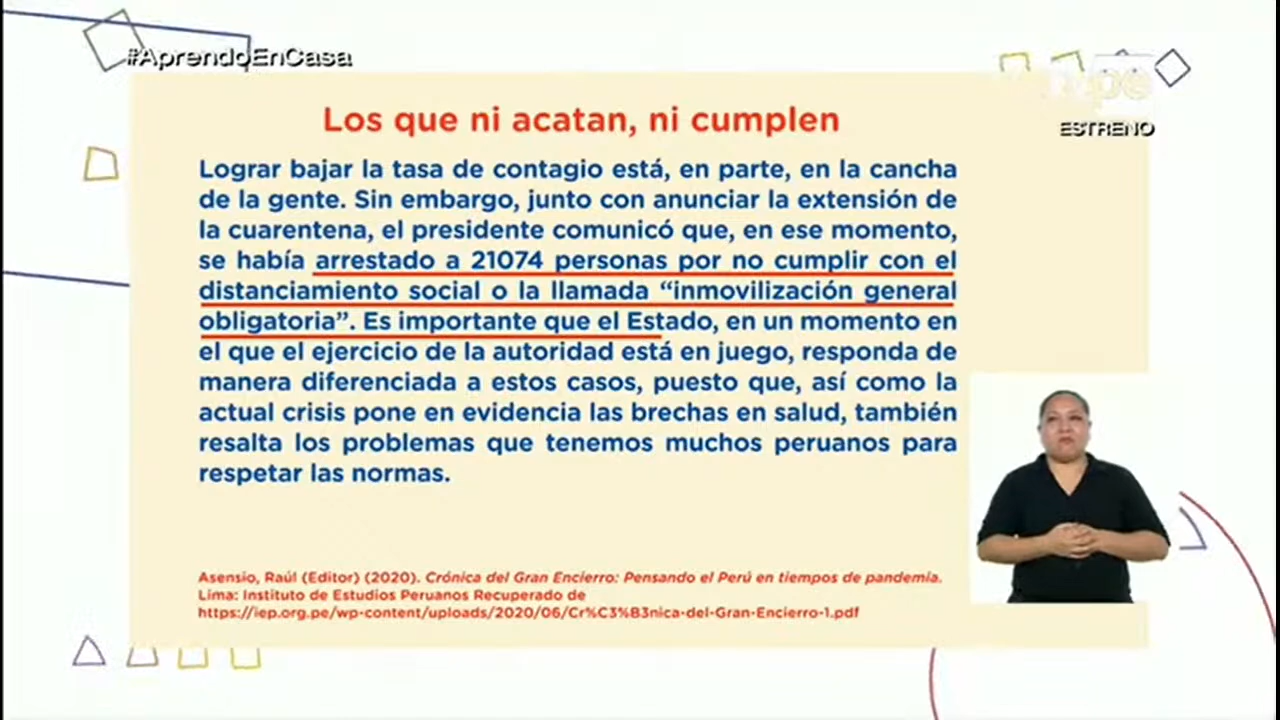 #AprendoEnCasa
ESTRENO
Los que ni acatan, ni cumplen
Lograr bajar la tasa de contagio está, en parte, en la cancha
de la gente. Sin embargo, junto con anunciar la extensión de
la cuarentena, el presidente comunicó que, en ese momento,
se había arrestado a 21074 personas por no cumplir con el
distanciamiento social o la llamada “inmovilización general
obligatoria”. Es importante que el Estado, en un momento en
el que el ejercicio de la autoridad está en juego, responda de
manera diferenciada a estos casos, puesto que, así como la
actual crisis pone en evidencia las brechas en salud, también
resalta los problemas que tenemos muchos peruanos para
respetar las normas.
Asensio, Raúl (Editor) (2020). Crónica del Gran Encierro: Pensando el Perú en tiempos de pandemia.
Lima: Instituto de Estudios Peruanos Recuperado de
https://iep.org.pe/wp-content/uploads/2020/06/Cr%C3%B3nica-del-Gran-Encierro-1.pdf